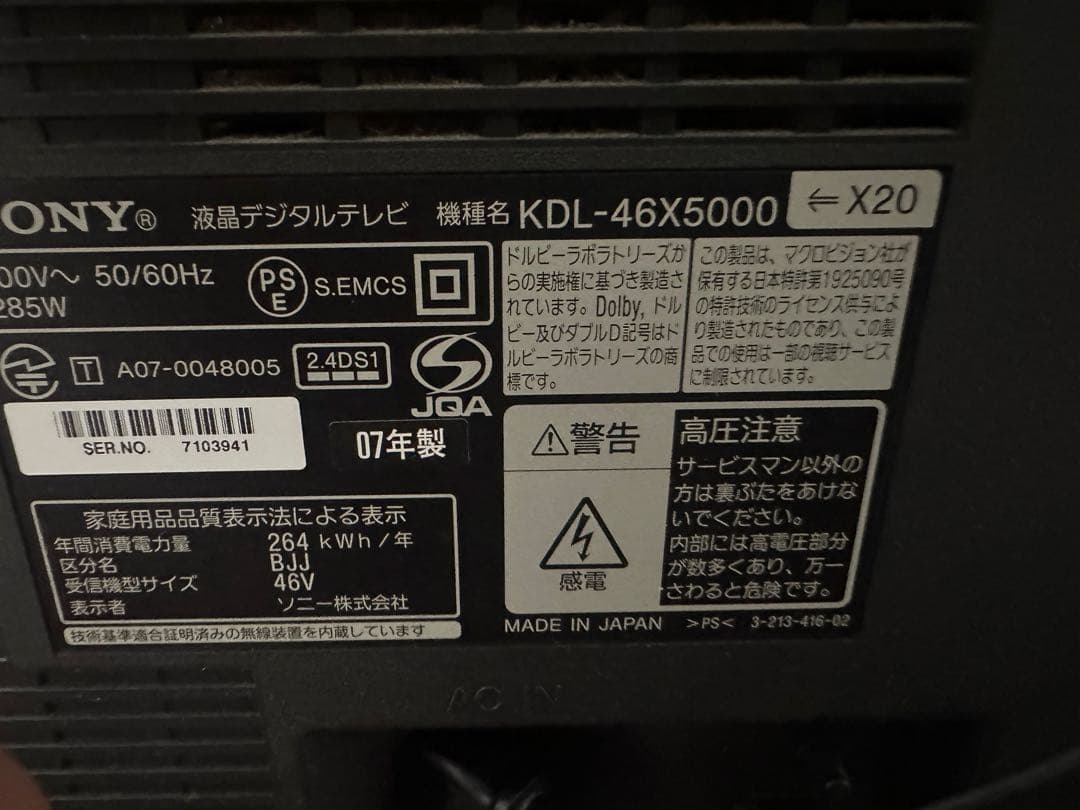 ONY® 液晶デジタルテレビ 機種名 KDL-46X5000 ⇐X20
00V～ 50/60Hz
285W
PS
E
S.EMCS
T A07-0048005
2.4DS1
JQA
SER.NO. 7103941
07年製
家庭用品品質表示法による表示
年間消費電力量 264 kWh/年
区分名 BJJ
受信機型サイズ 46V
表示者 ソニー株式会社
技術基準適合証明済みの無線装置を内蔵しています
ドルビーラボラトリーズか
らの実施権に基づき製造さ
れています。Dolby, ドル
ビー及びダブルD記号はド
ルビーラボラトリーズの商
標です。
この製品は、マクロビジョン社が
保有する日本特許第1925090号
の特許技術のライセンス供与によ
り製造されたものであり、この製
品での使用は一部の視聴サービス
に制限されています。
⚠警告
感電
高圧注意
サービスマン以外の
方は裏ぶたをあけな
いでください。
内部には高電圧部分
が数多くあり、万一
さわると危険です。
MADE IN JAPAN >PS< 3-213-416-02
AC IN